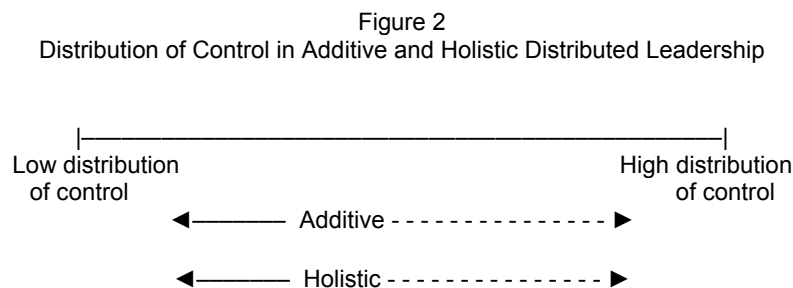 Figure 2
Distribution of Control in Additive and Holistic Distributed Leadership
Low distribution of control
High distribution of control
Additive
Holistic